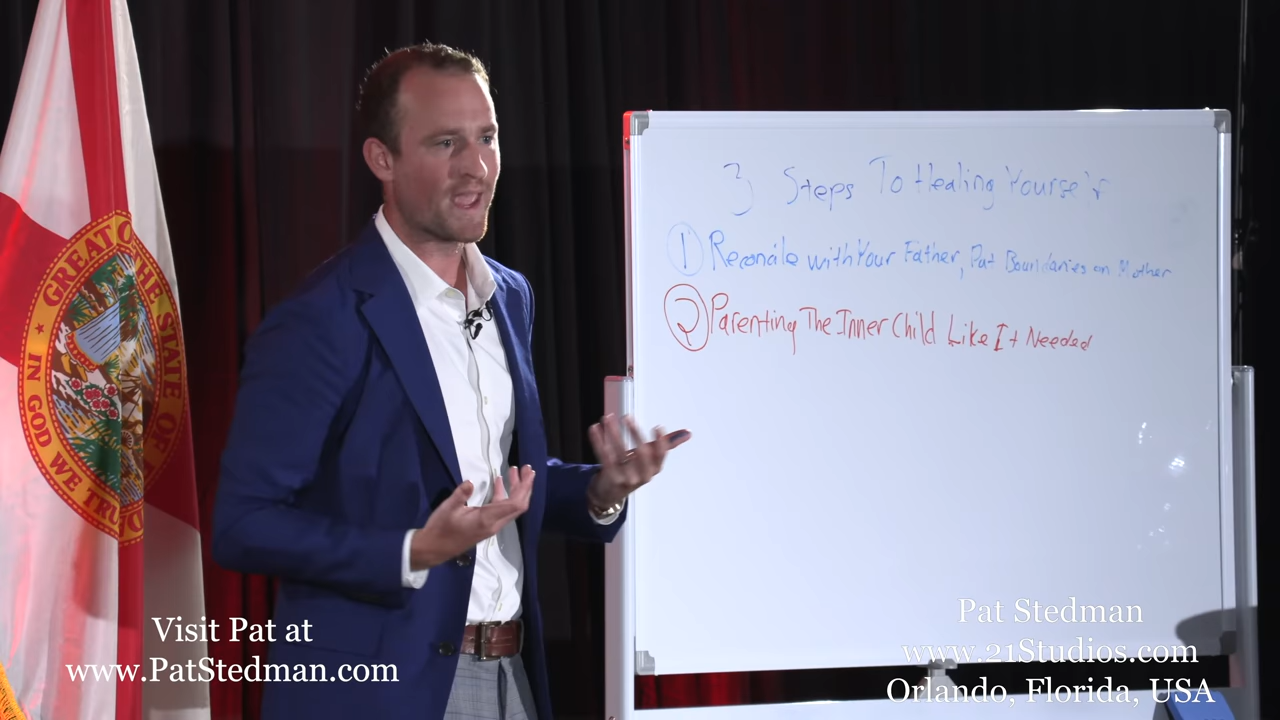 GREAT OF THE STATE OF
IN GOD WE TRU
3 Steps To Healing Yourself
1 Reconcile with Your Father, Put Boundaries on Mother
2 Parenting The Inner Child Like It Needed
Visit Pat at
www.PatStedman.com
Pat Stedman
www.21Studios.com
Orlando, Florida, USA